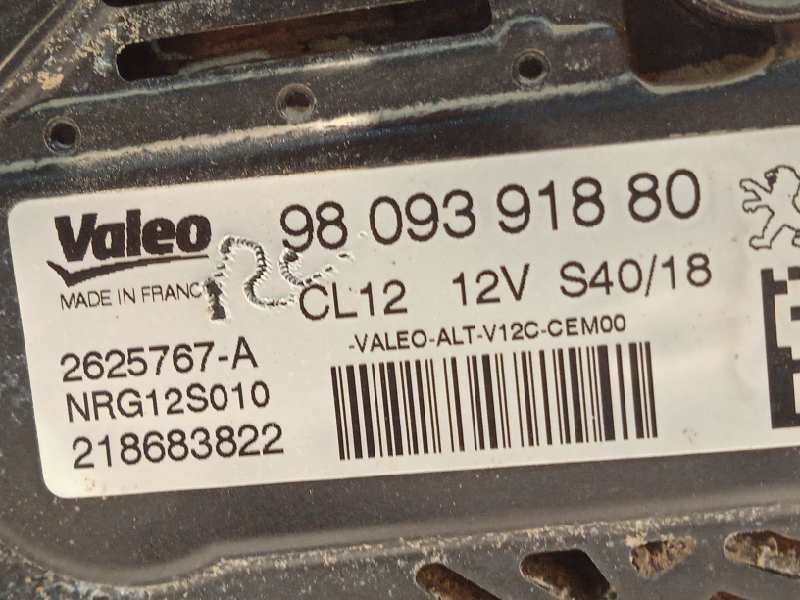 Valeo 98 093 918 80
MADE IN FRANC
CL12 12V S40/18
-VALEO-ALT-V12C-CEM00
2625767-A
NRG12S010
218683822